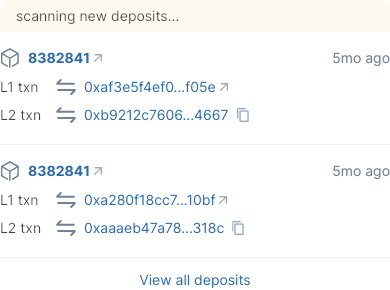 scanning new deposits...
8382841 5mo ago
L1 txn 0xaf3e5f4ef0...f05e
L2 txn 0xb9212c7606...4667
8382841 5mo ago
L1 txn 0xa280f18cc7...10bf
L2 txn 0xaaaeb47a78...318c
View all deposits